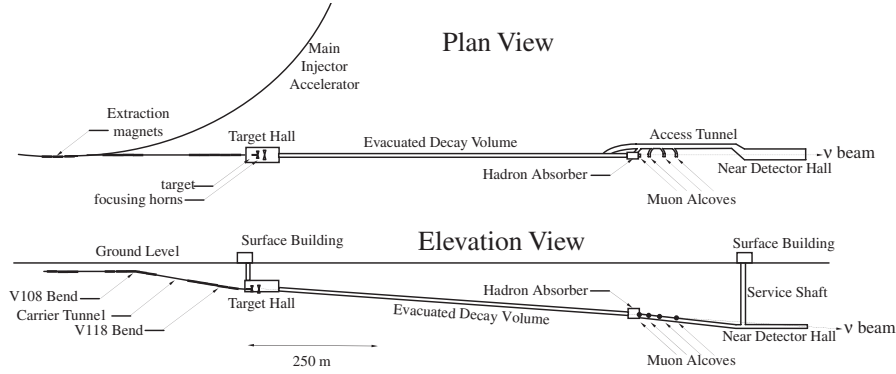 Plan View
Main
Injector
Accelerator
Extraction
magnets
Target Hall
Evacuated Decay Volume
Access Tunnel
ν beam
target
focusing horns
Hadron Absorber
Near Detector Hall
Muon Alcoves
Elevation View
Surface Building
Surface Building
Ground Level
V108 Bend
Carrier Tunnel
V118 Bend
Target Hall
Hadron Absorber
Service Shaft
Evacuated Decay Volume
ν beam
Near Detector Hall
Muon Alcoves
250 m